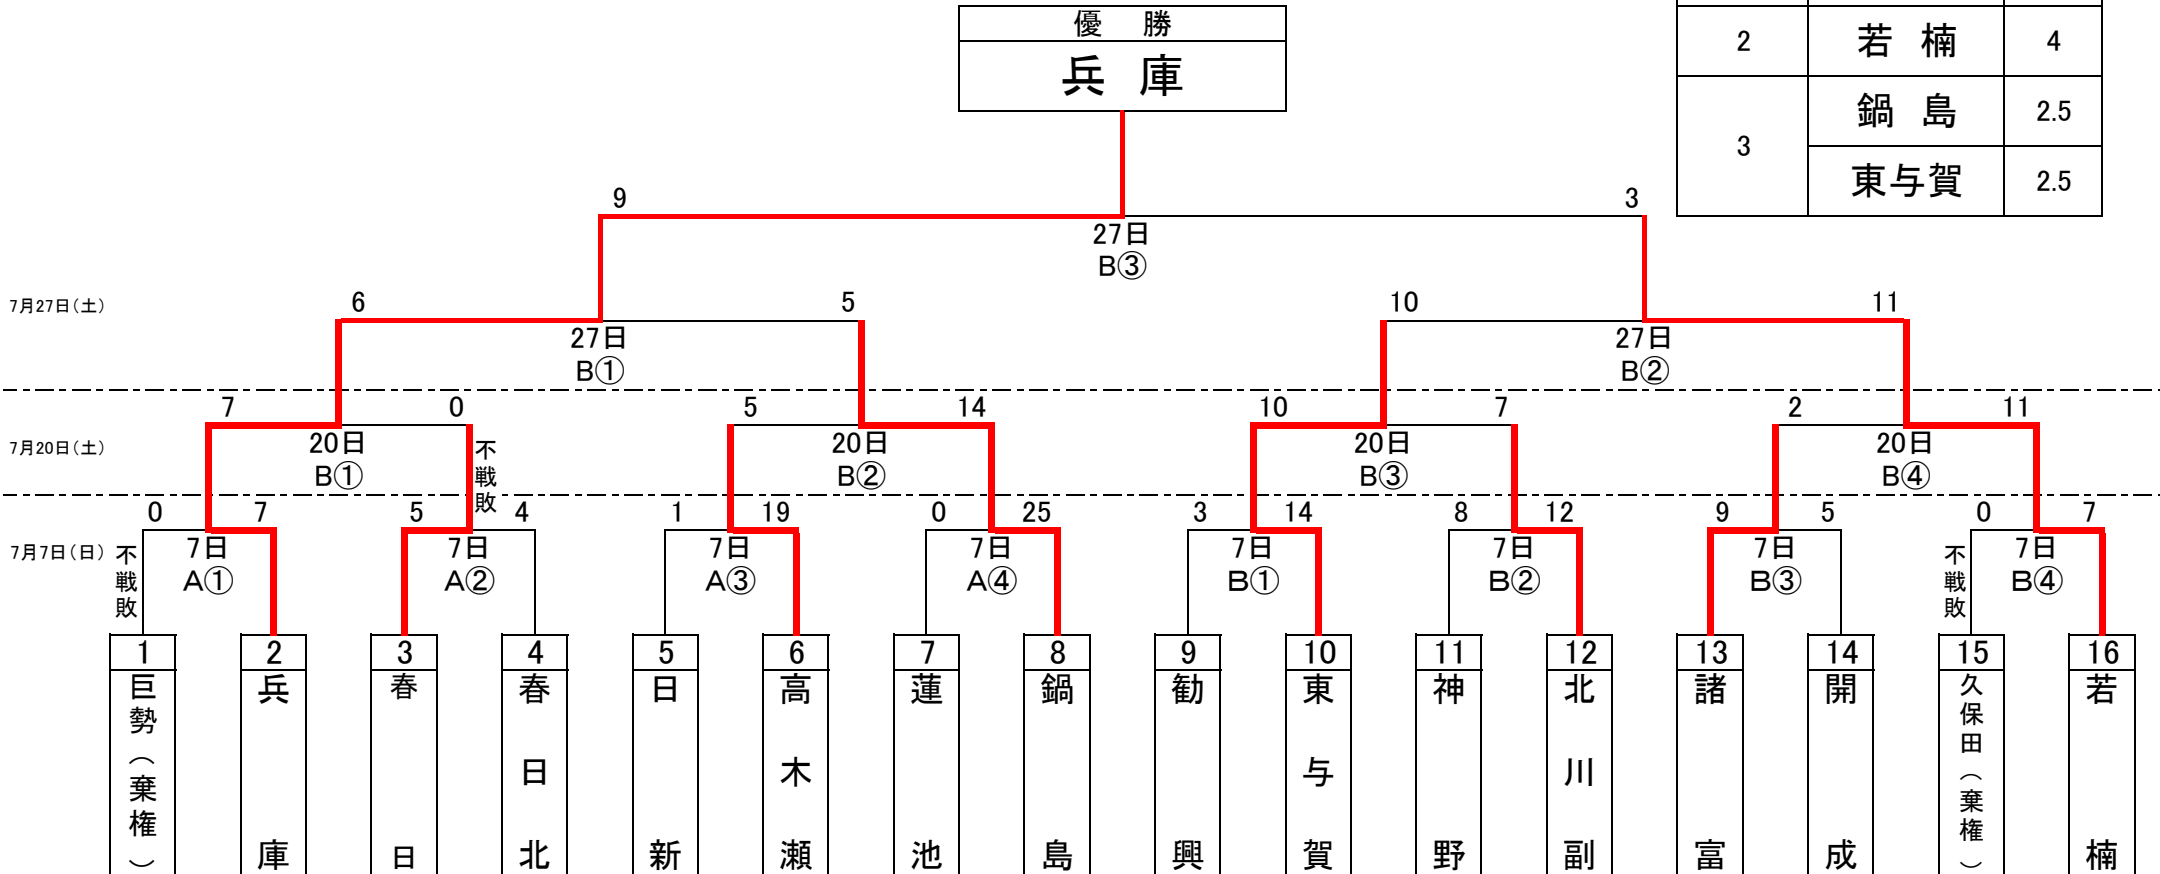 優 勝
兵 庫
2 若 楠 4
3 鍋 島 2.5
東与賀 2.5
9 3
27日
B③
7月27日(土)
6 5 10 11
27日 27日
B① B②
7 0 5 14 10 7 2 11
7月20日(土)
20日 20日 20日 20日
B① B② B③ B④
不戦敗
0 7 5 4 1 19 0 25 3 14 8 12 9 5 0 7
7月7日(日)
不戦敗
7日 7日 7日 7日 7日 7日 7日 7日
A① A② A③ A④ B① B② B③ B④
不戦敗
1 2 3 4 5 6 7 8 9 10 11 12 13 14 15 16
巨勢(棄権)
兵庫
春日
春日北
日新
高木瀬
蓮池
鍋島
勧興
東与賀
神野
北川副
諸富
開成
久保田(棄権)
若楠